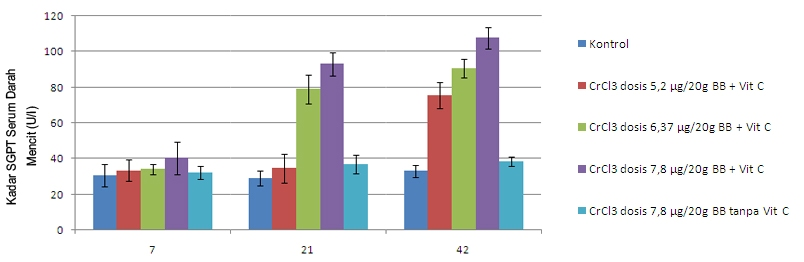 Kadar SGPT Serum Darah
Mencit (U/l)
120
100
80
60
40
20
0
7
21
42
Kontrol
CrCl3 dosis 5,2 µg/20g BB + Vit C
CrCl3 dosis 6,37 µg/20g BB + Vit C
CrCl3 dosis 7,8 µg/20g BB + Vit C
CrCl3 dosis 7,8 µg/20g BB tanpa Vit C